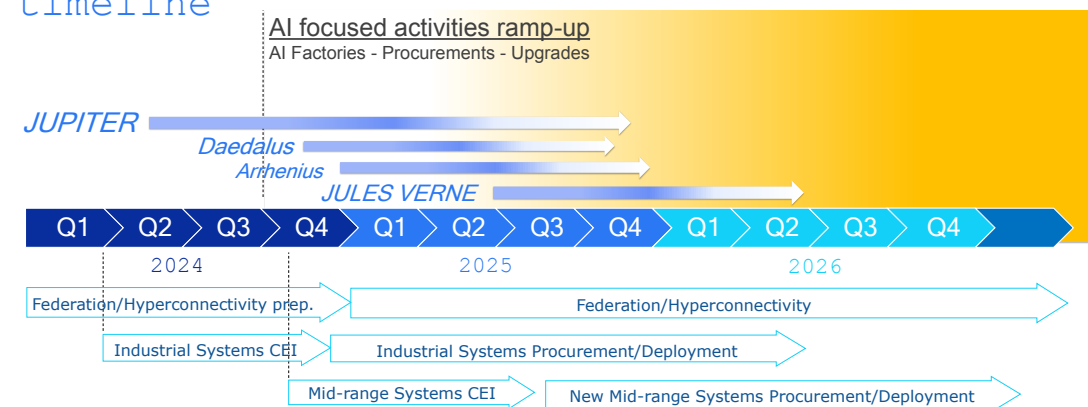 timeline
AI focused activities ramp-up
AI Factories - Procurements - Upgrades
JUPITER
Daedalus
Arrhenius
JULES VERNE
Q1 Q2 Q3 Q4 Q1 Q2 Q3 Q4 Q1 Q2 Q3 Q4
2024 2025 2026
Federation/Hyperconnectivity prep. Federation/Hyperconnectivity
Industrial Systems CEI Industrial Systems Procurement/Deployment
Mid-range Systems CEI New Mid-range Systems Procurement/Deployment